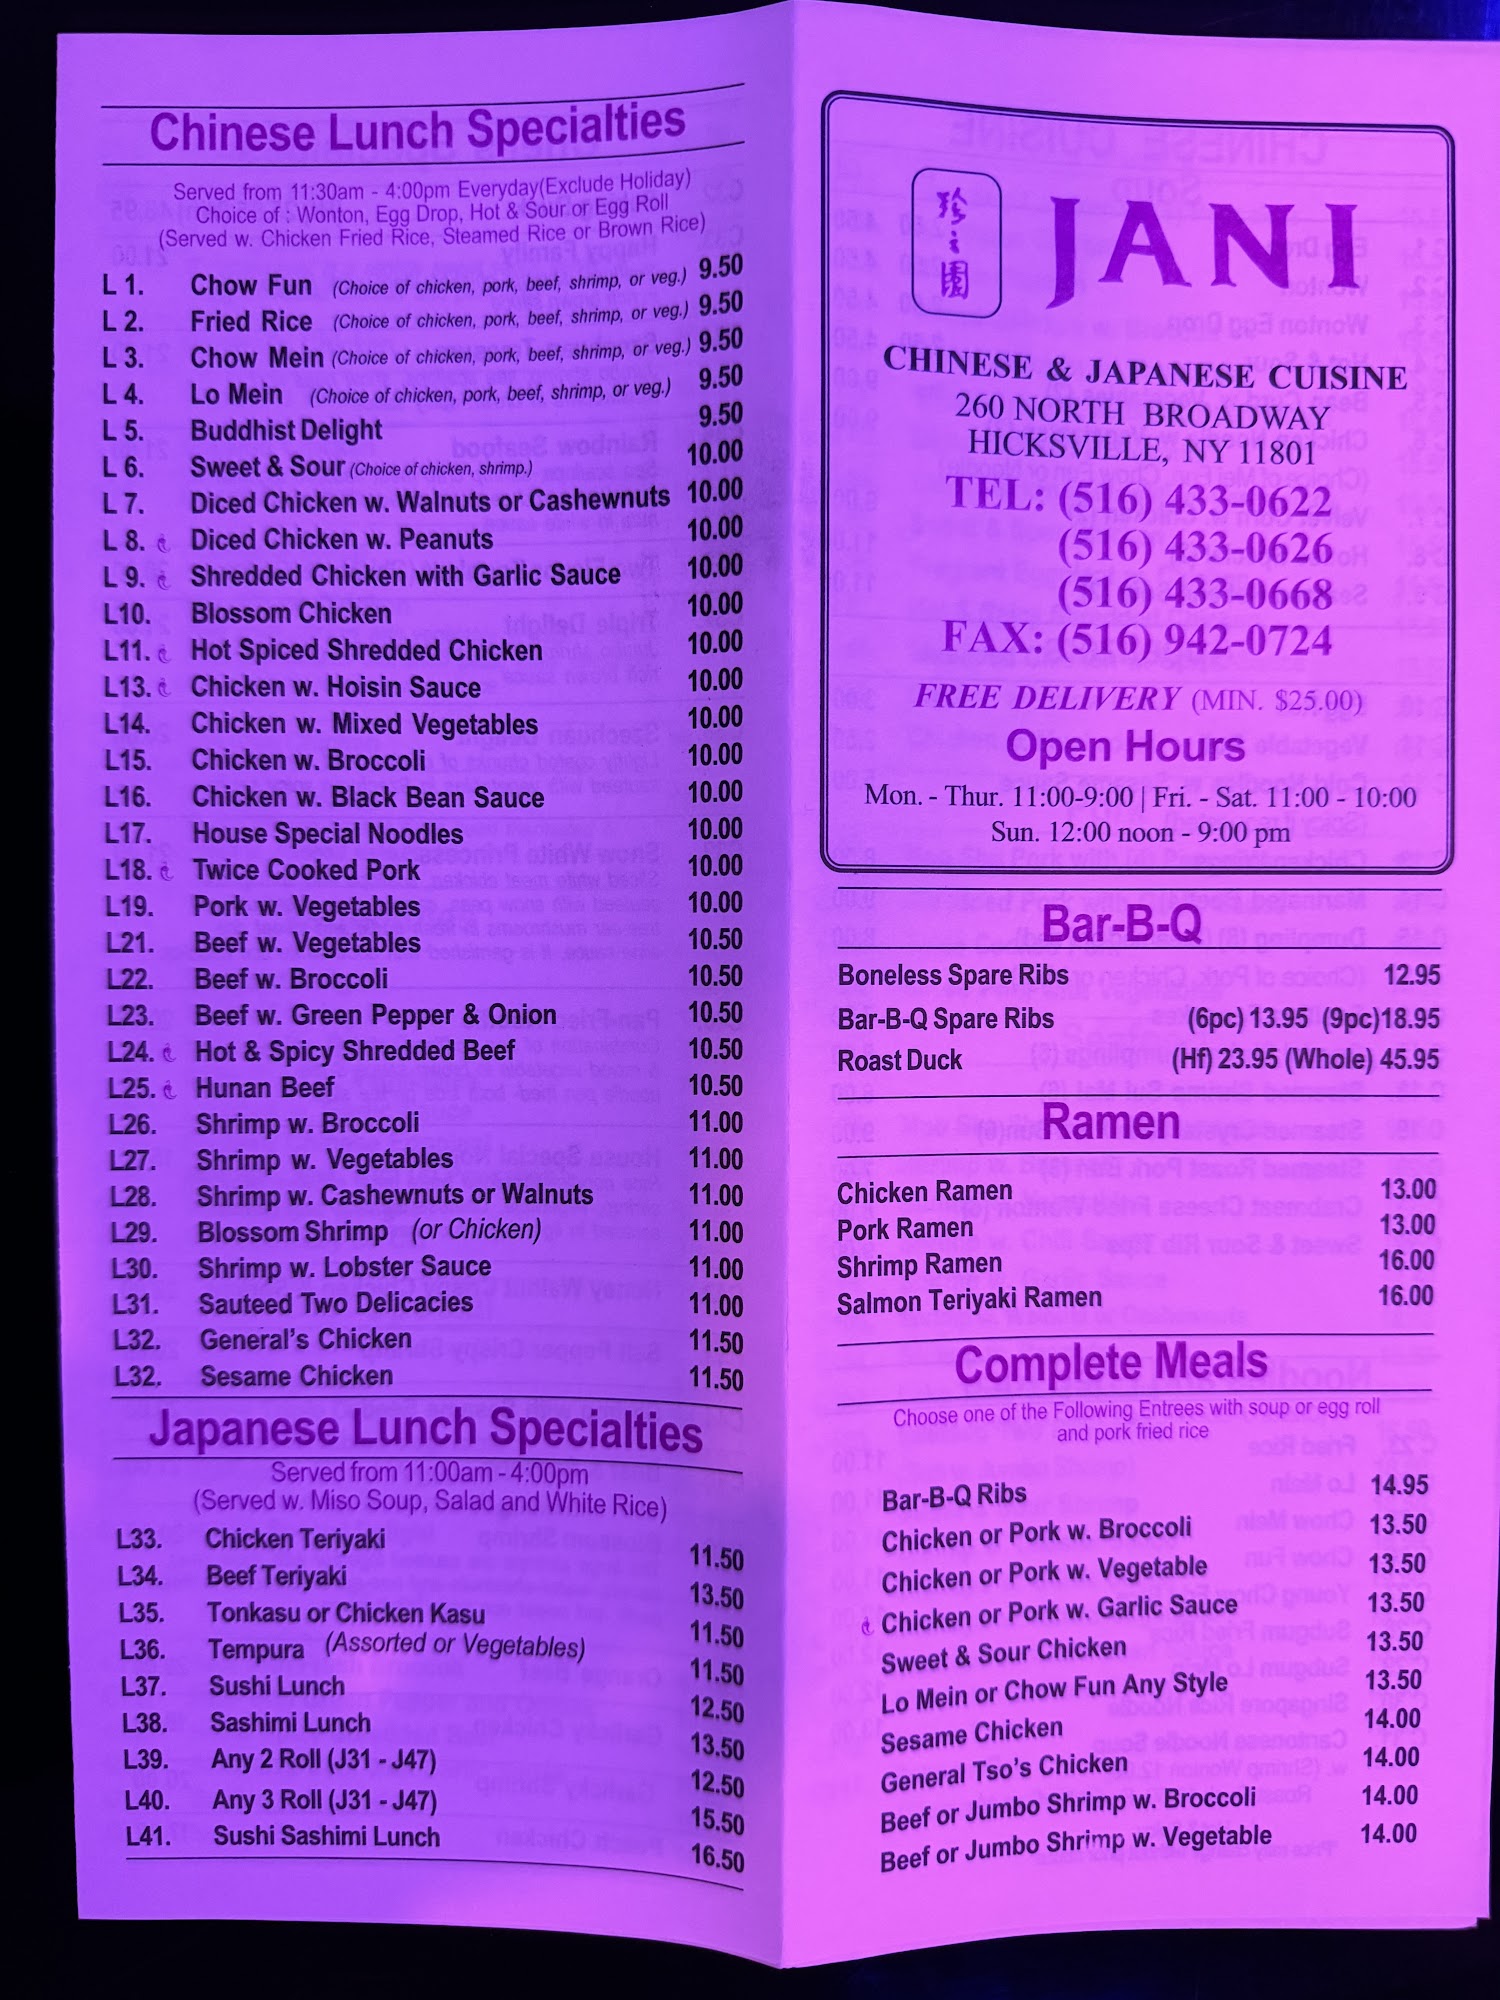 Chinese Lunch Specialties
Served from 11:30am - 4:00pm Everyday(Exclude Holiday)
Choice of : Wonton, Egg Drop, Hot & Sour or Egg Roll
(Served w. Chicken Fried Rice, Steamed Rice or Brown Rice)
L 1. Chow Fun (Choice of chicken, pork, beef, shrimp, or veg.) 9.50
L 2. Fried Rice (Choice of chicken, pork, beef, shrimp, or veg.) 9.50
L 3. Chow Mein (Choice of chicken, pork, beef, shrimp, or veg.) 9.50
L 4. Lo Mein (Choice of chicken, pork, beef, shrimp, or veg.) 9.50
L 5. Buddhist Delight 9.50
L 6. Sweet & Sour (Choice of chicken, shrimp.) 10.00
L 7. Diced Chicken w. Walnuts or Cashewnuts 10.00
L 8. Diced Chicken w. Peanuts 10.00
L 9. Shredded Chicken with Garlic Sauce 10.00
L10. Blossom Chicken 10.00
L11. Hot Spiced Shredded Chicken 10.00
L13. Chicken w. Hoisin Sauce 10.00
L14. Chicken w. Mixed Vegetables 10.00
L15. Chicken w. Broccoli 10.00
L16. Chicken w. Black Bean Sauce 10.00
L17. House Special Noodles 10.00
L18. Twice Cooked Pork 10.00
L19. Pork w. Vegetables 10.00
L21. Beef w. Vegetables 10.50
L22. Beef w. Broccoli 10.50
L23. Beef w. Green Pepper & Onion 10.50
L24. Hot & Spicy Shredded Beef 10.50
L25. Hunan Beef 10.50
L26. Shrimp w. Broccoli 11.00
L27. Shrimp w. Vegetables 11.00
L28. Shrimp w. Cashewnuts or Walnuts 11.00
L29. Blossom Shrimp (or Chicken) 11.00
L30. Shrimp w. Lobster Sauce 11.00
L31. Sauteed Two Delicacies 11.00
L32. General's Chicken 11.50
L32. Sesame Chicken 11.50
Japanese Lunch Specialties
Served from 11:00am - 4:00pm
(Served w. Miso Soup, Salad and White Rice)
L33. Chicken Teriyaki 11.50
L34. Beef Teriyaki 13.50
L35. Tonkasu or Chicken Kasu 11.50
L36. Tempura (Assorted or Vegetables) 11.50
L37. Sushi Lunch 12.50
L38. Sashimi Lunch 13.50
L39. Any 2 Roll (J31 - J47) 12.50
L40. Any 3 Roll (J31 - J47) 15.50
L41. Sushi Sashimi Lunch 16.50
珍之園
JANI
CHINESE & JAPANESE CUISINE
260 NORTH BROADWAY
HICKSVILLE, NY 11801
TEL: (516) 433-0622
(516) 433-0626
(516) 433-0668
FAX: (516) 942-0724
FREE DELIVERY (MIN. $25.00)
Open Hours
Mon. - Thur. 11:00-9:00 | Fri. - Sat. 11:00 - 10:00
Sun. 12:00 noon - 9:00 pm
Bar-B-Q
Boneless Spare Ribs 12.95
Bar-B-Q Spare Ribs (6pc) 13.95 (9pc)18.95
Roast Duck (Hf) 23.95 (Whole) 45.95
Ramen
Chicken Ramen 13.00
Pork Ramen 13.00
Shrimp Ramen 16.00
Salmon Teriyaki Ramen 16.00
Complete Meals
Choose one of the Following Entrees with soup or egg roll
and pork fried rice
Bar-B-Q Ribs 14.95
Chicken or Pork w. Broccoli 13.50
Chicken or Pork w. Vegetable 13.50
Chicken or Pork w. Garlic Sauce 13.50
Sweet & Sour Chicken 13.50
Lo Mein or Chow Fun Any Style 13.50
Sesame Chicken 14.00
General Tso's Chicken 14.00
Beef or Jumbo Shrimp w. Broccoli 14.00
Beef or Jumbo Shrimp w. Vegetable 14.00